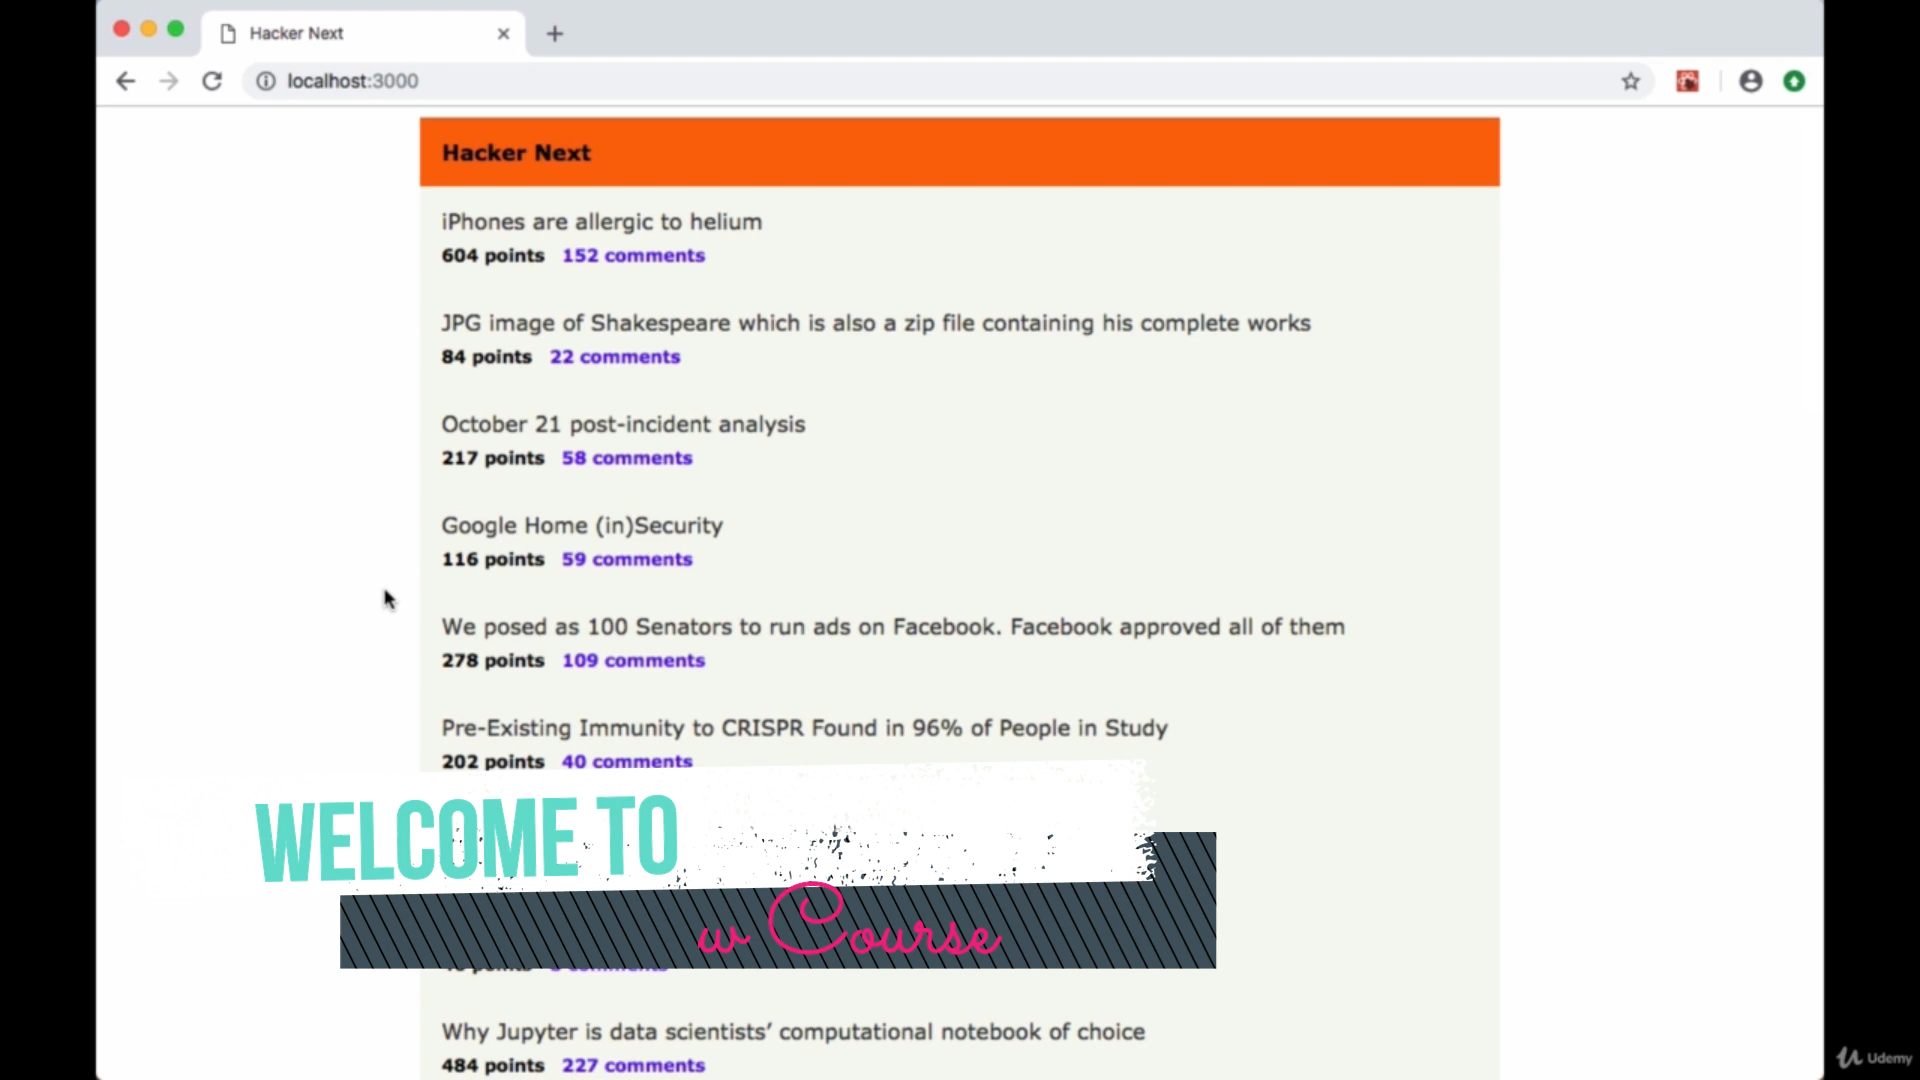 Hacker Next
localhost:3000
Hacker Next
iPhones are allergic to helium
604 points 152 comments
JPG image of Shakespeare which is also a zip file containing his complete works
84 points 22 comments
October 21 post-incident analysis
217 points 58 comments
Google Home (in)Security
116 points 59 comments
We posed as 100 Senators to run ads on Facebook. Facebook approved all of them
278 points 109 comments
Pre-Existing Immunity to CRISPR Found in 96% of People in Study
202 points 40 comments
WELCOME TO
w Course
Why Jupyter is data scientists’ computational notebook of choice
484 points 227 comments
Udemy